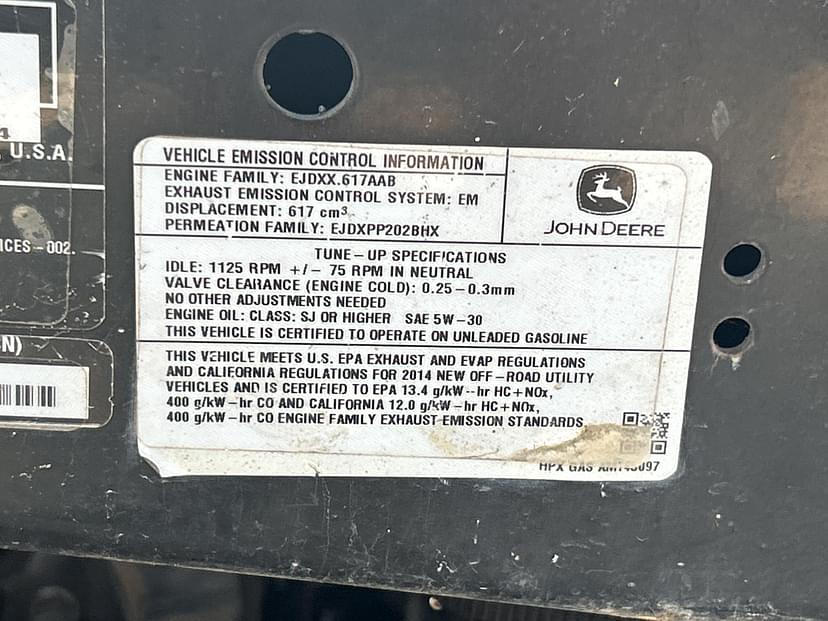 4
U.S.A.
ICES-002.
N)
VEHICLE EMISSION CONTROL INFORMATION
ENGINE FAMILY: EJDXX.617AAB
EXHAUST EMISSION CONTROL SYSTEM: EM
DISPLACEMENT: 617 cm³
PERMEATION FAMILY: EJDXPP202BHX
JOHN DEERE
TUNE-UP SPECIFICATIONS
IDLE: 1125 RPM +/- 75 RPM IN NEUTRAL
VALVE CLEARANCE (ENGINE COLD): 0.25-0.3mm
NO OTHER ADJUSTMENTS NEEDED
ENGINE OIL: CLASS: SJ OR HIGHER SAE 5W-30
THIS VEHICLE IS CERTIFIED TO OPERATE ON UNLEADED GASOLINE
THIS VEHICLE MEETS U.S. EPA EXHAUST AND EVAP REGULATIONS
AND CALIFORNIA REGULATIONS FOR 2014 NEW OFF-ROAD UTILITY
VEHICLES AND IS CERTIFIED TO EPA 13.4 g/kW-hr HC+NOx,
400 g/kW-hr CO AND CALIFORNIA 12.0 g/kW-hr HC+NOx,
400 g/kW-hr CO ENGINE FAMILY EXHAUST EMISSION STANDARDS.
HPX GAS